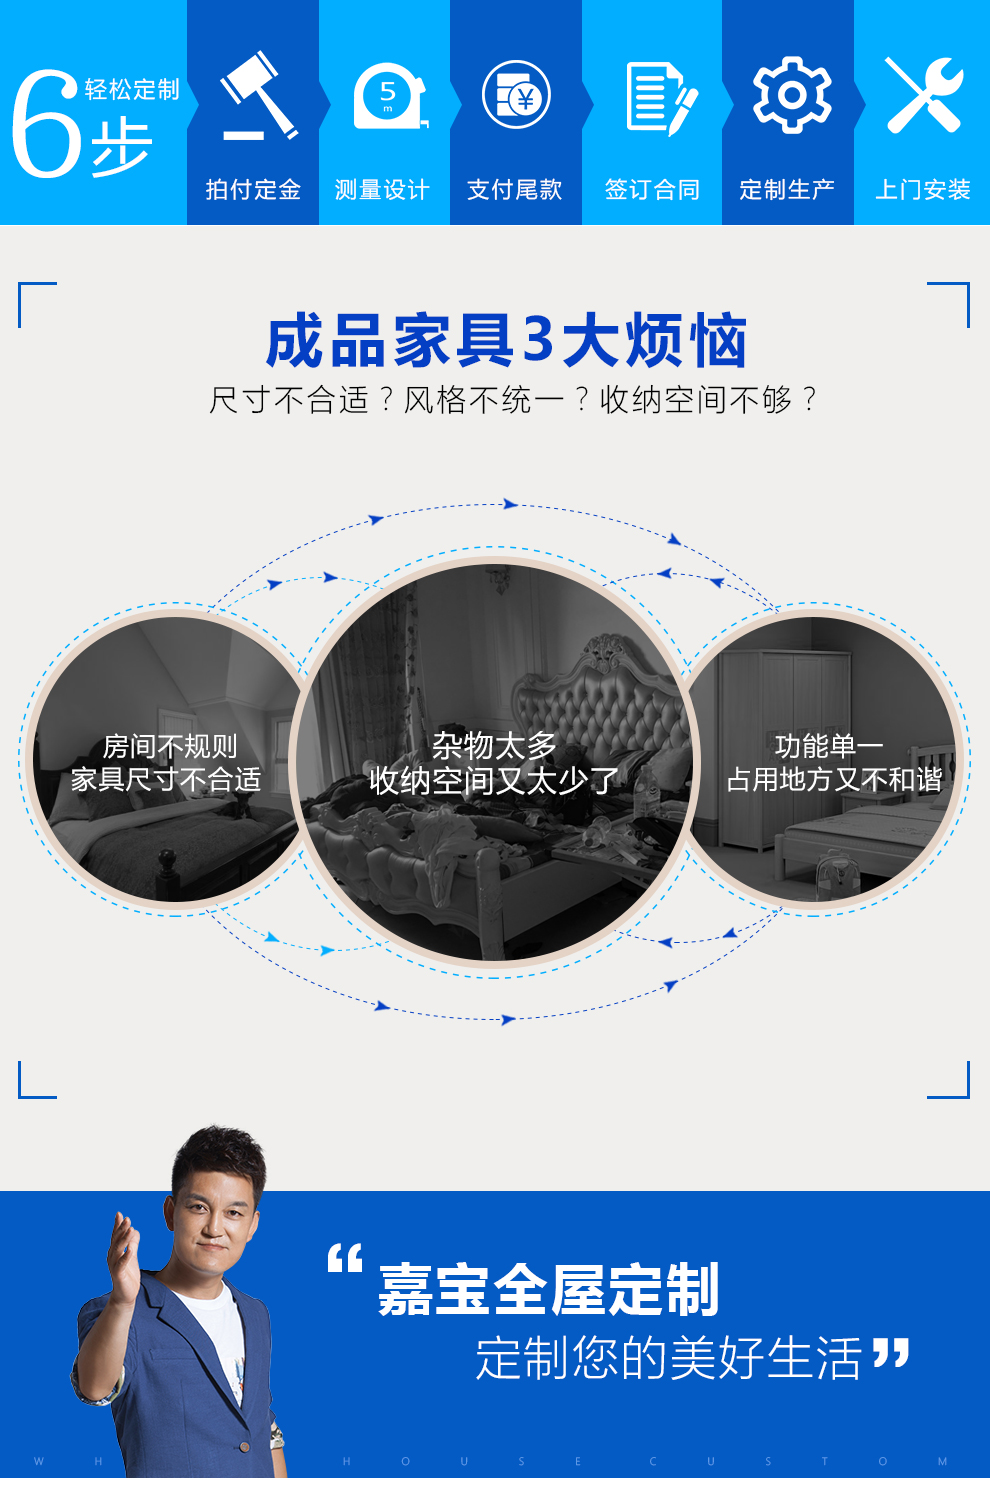 6
轻松定制
步
5
m
¥
拍付定金
测量设计
支付尾款
签订合同
定制生产
上门安装
成品家具3大烦恼
尺寸不合适?风格不统一?收纳空间不够?
房间不规则
家具尺寸不合适
杂物太多
收纳空间又太少了
功能单一
占用地方又不和谐
“嘉宝全屋定制
定制您的美好生活”
W H H O U S E C U S T O M